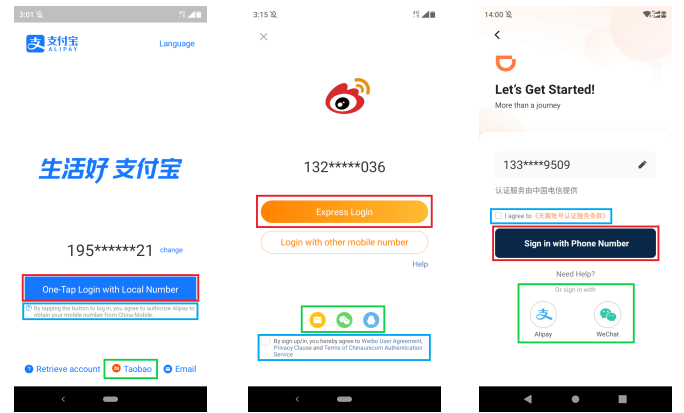 3:01
4G
支付宝
ALIPAY
Language
生活好 支付宝
195******21 change
One-Tap Login with Local Number
By tapping the button to log in, you agree to authorize Alipay to
obtain your mobile number from China Mobile.
? Retrieve account
Taobao
Email
3:15
4G
132*****036
Express Login
Login with other mobile number
Help
By sign up/in, you hereby agree to Weibo User Agreement,
Privacy Clause and Terms of Chinaunicorn Authentication
Service
14:00
Let's Get Started!
More than a journey
133****9509
认证服务由中国电信提供
I agree to 《天翼账号认证服务条款》
Sign in with Phone Number
Need Help?
Or sign in with
支
Alipay
WeChat